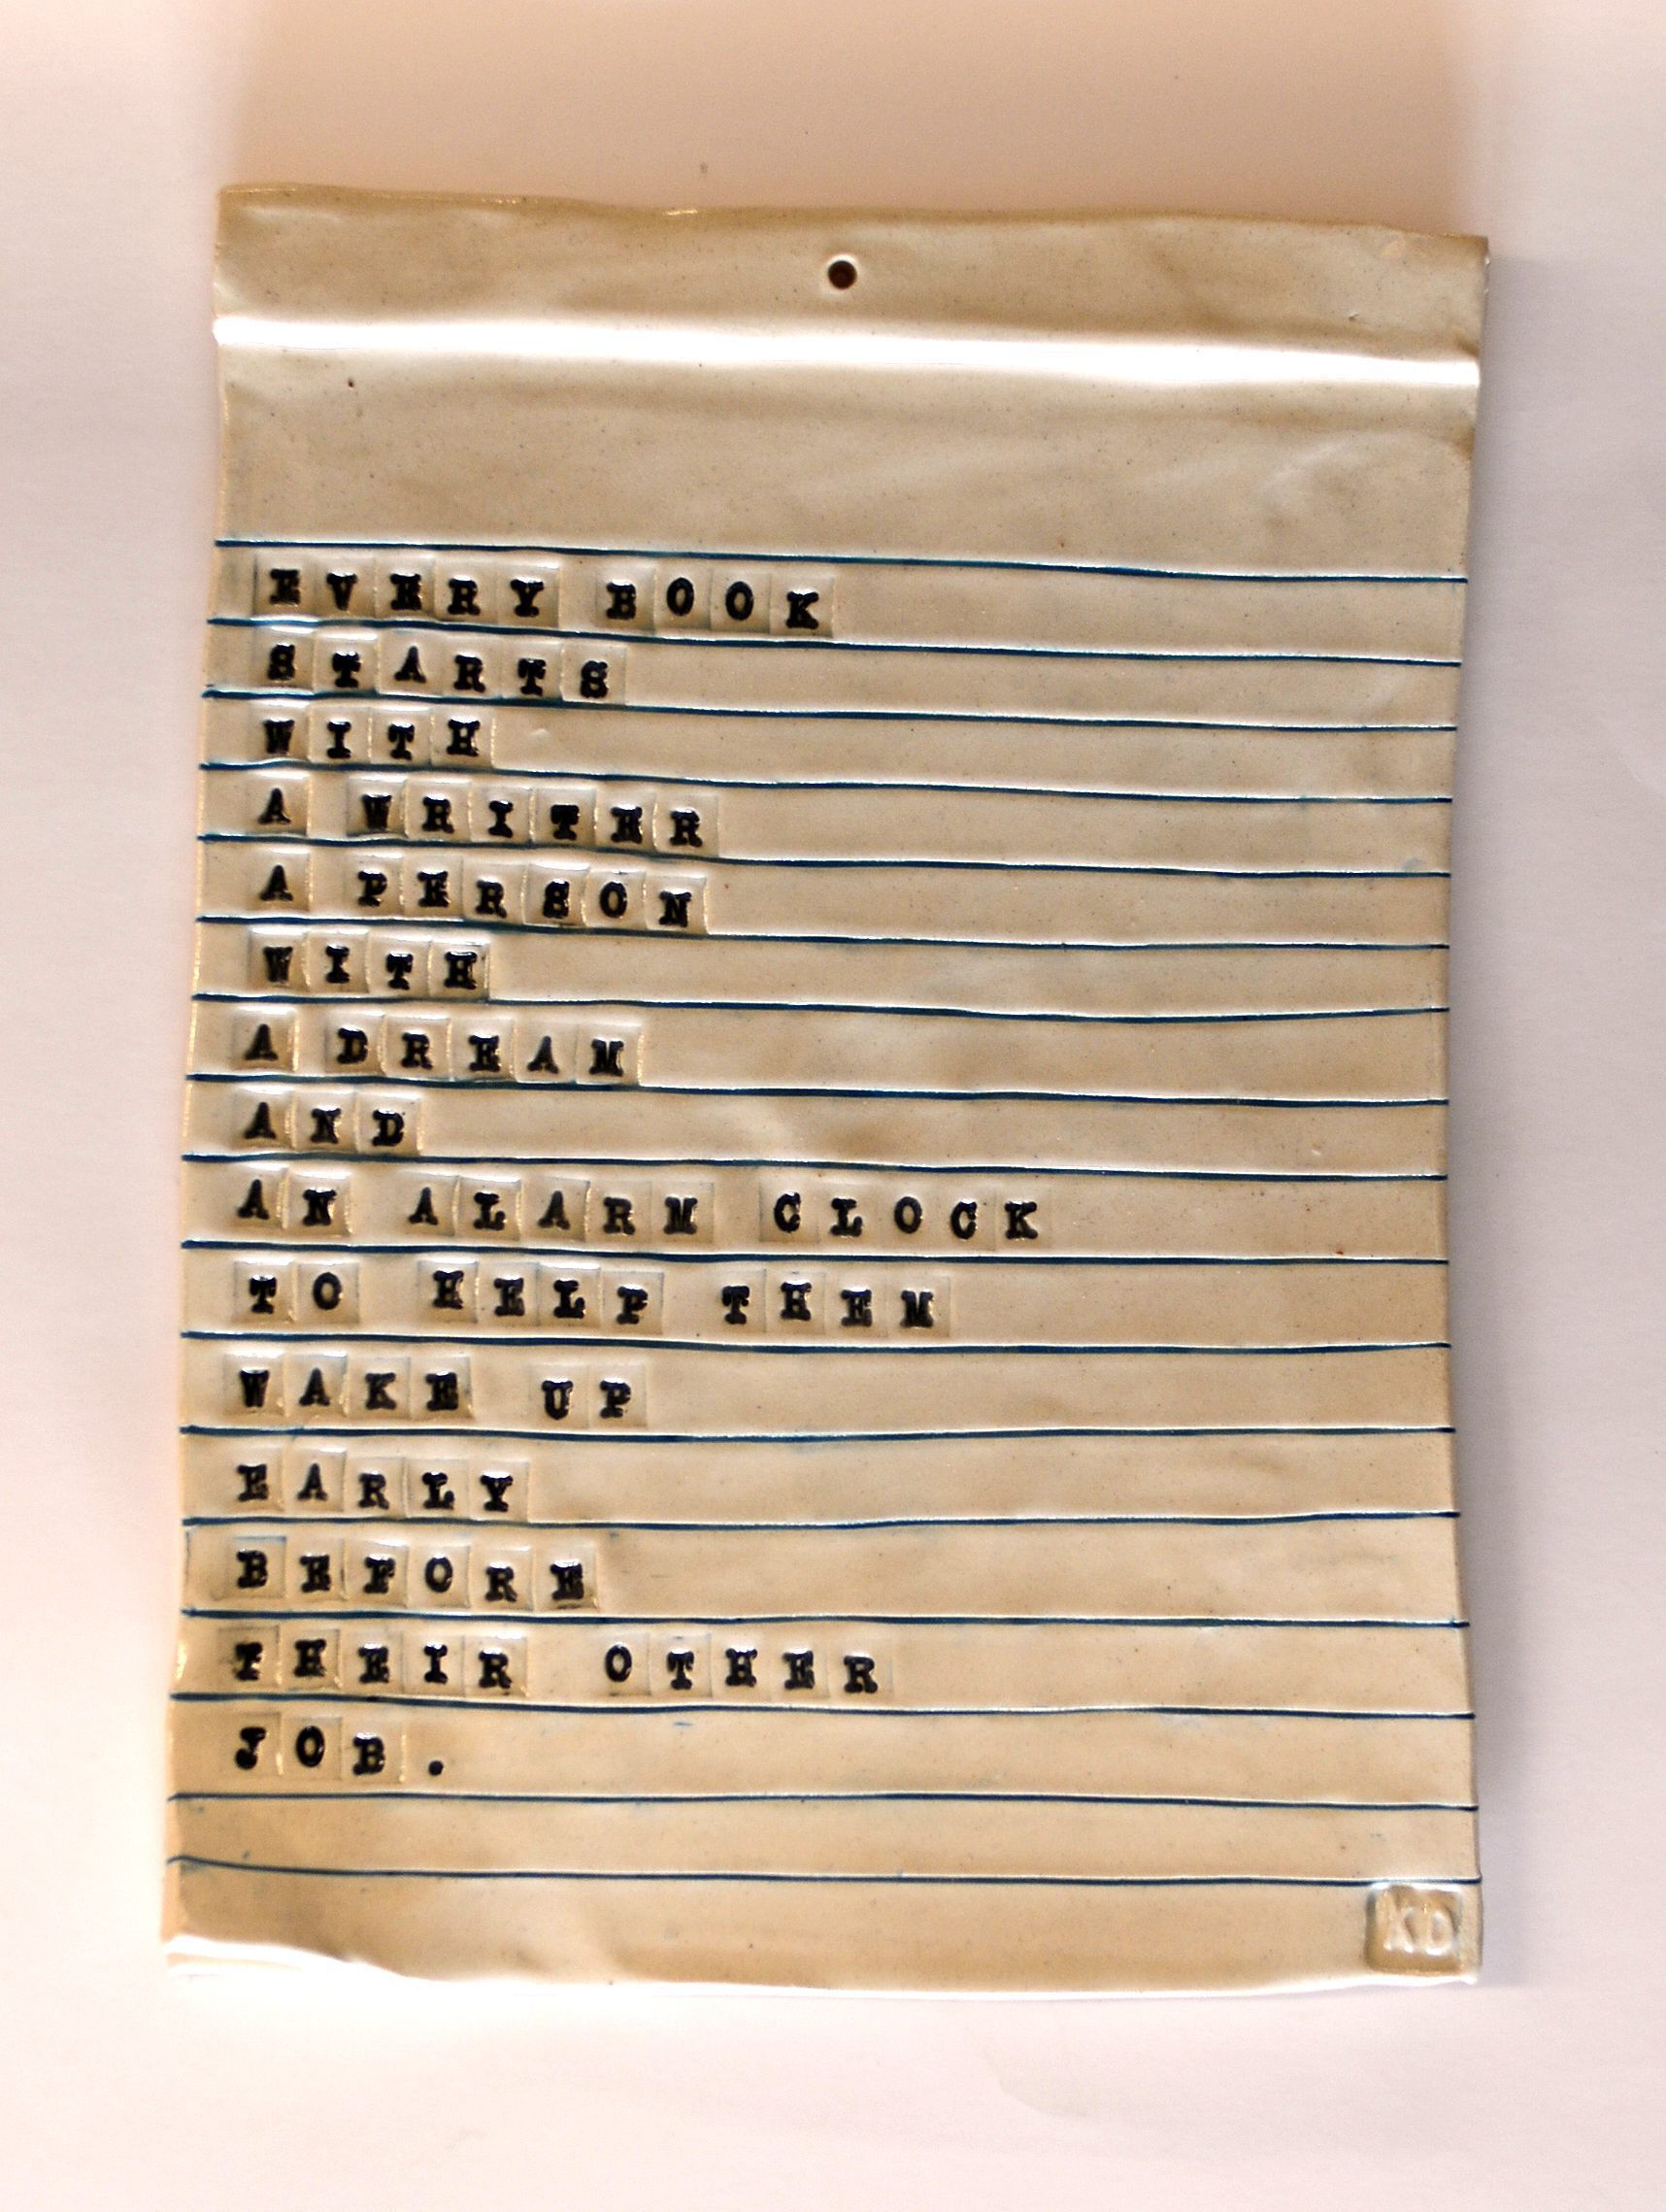 EVERY BOOK
STARTS
WITH
A WRITER
A PERSON
WITH
A DREAM
AND
AN ALARM CLOCK
TO HELP THEM
WAKE UP
EARLY
BEFORE
THEIR OTHER
JOB.
KD